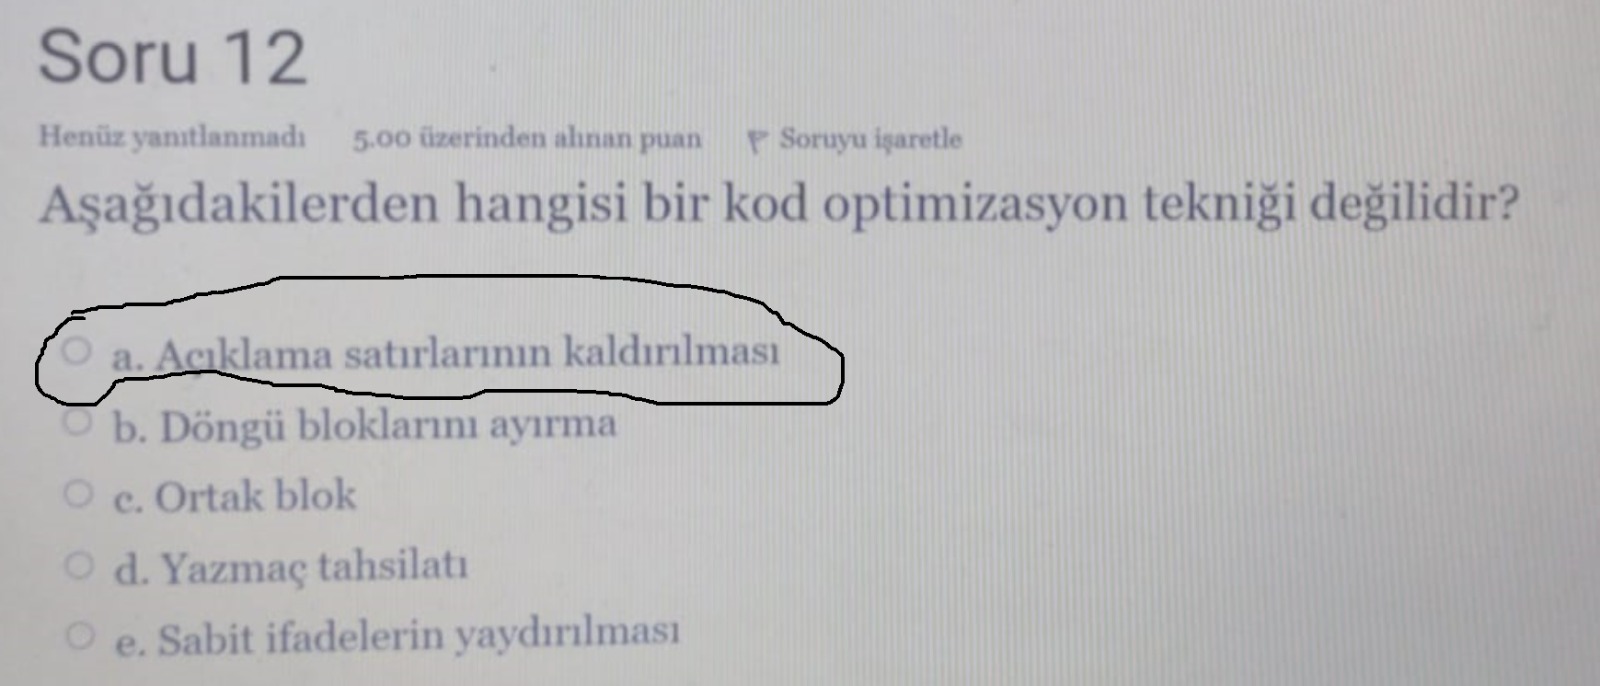 Soru 12
Henüz yanıtlanmadı 5.00 üzerinden alınan puan Soruyu işaretle
Aşağıdakilerden hangisi bir kod optimizasyon tekniği değilidir?
a. Açıklama satırlarının kaldırılması
b. Döngü bloklarını ayırma
c. Ortak blok
d. Yazmaç tahsilatı
e. Sabit ifadelerin yaydırılması